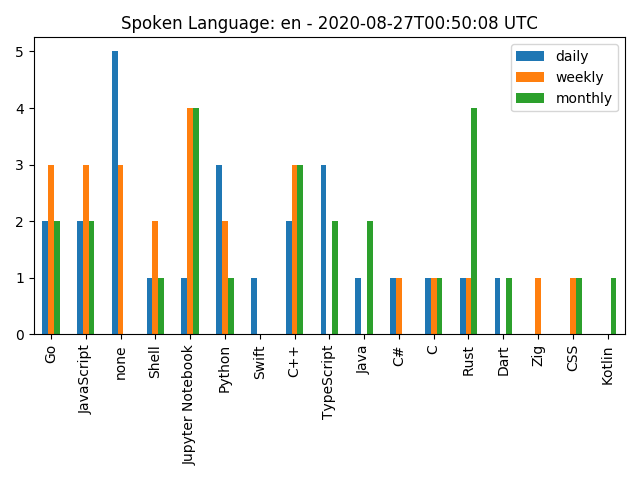 Spoken Language: en - 2020-08-27T00:50:08 UTC
daily
weekly
monthly
5
4
3
2
1
0
Go
JavaScript
none
Shell
Jupyter Notebook
Python
Swift
C++
TypeScript
Java
C#
C
Rust
Dart
Zig
CSS
Kotlin